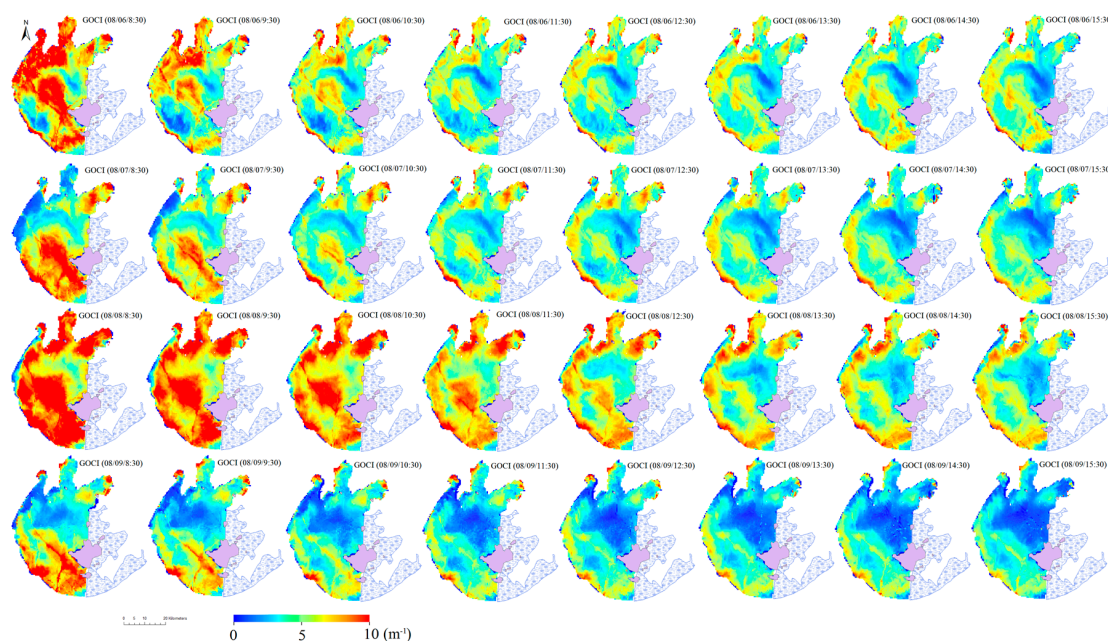 N
GOCI (08/06/8:30) GOCI (08/06/9:30) GOCI (08/06/10:30) GOCI (08/06/11:30) GOCI (08/06/12:30) GOCI (08/06/13:30) GOCI (08/06/14:30) GOCI (08/06/15:30
GOCI (08/07/8:30) GOCI (08/07/9:30) GOCI (08/07/10:30) GOCI (08/07/11:30) GOCI (08/07/12:30) GOCI (08/07/13:30) GOCI (08/07/14:30) GOCI (08/07/15:30
GOCI (08/08/8:30) GOCI (08/08/9:30) GOCI (08/08/10:30) GOCI (08/08/11:30) GOCI (08/08/12:30) GOCI (08/08/13:30) GOCI (08/08/14:30) GOCI (08/08/15:30)
GOCI (08/09/8:30) GOCI (08/09/9:30) GOCI (08/09/10:30) GOCI (08/09/11:30) GOCI (08/09/12:30) GOCI (08/09/13:30) GOCI (08/09/14:30) GOCI (08/09/15:30)
0 5 10 20 Kilometers
0 5 10 (m⁻¹)